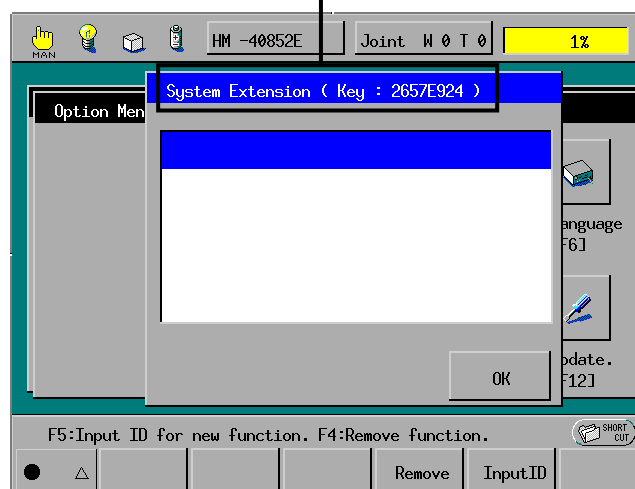 MAN
HM -40852E
Joint W 0 T 0
1%
System Extension ( Key : 2657E924 )
Option Men
anguage
F6]
pdate.
F12]
OK
F5:Input ID for new function. F4:Remove function.
SHORT
CUT
Remove
InputID